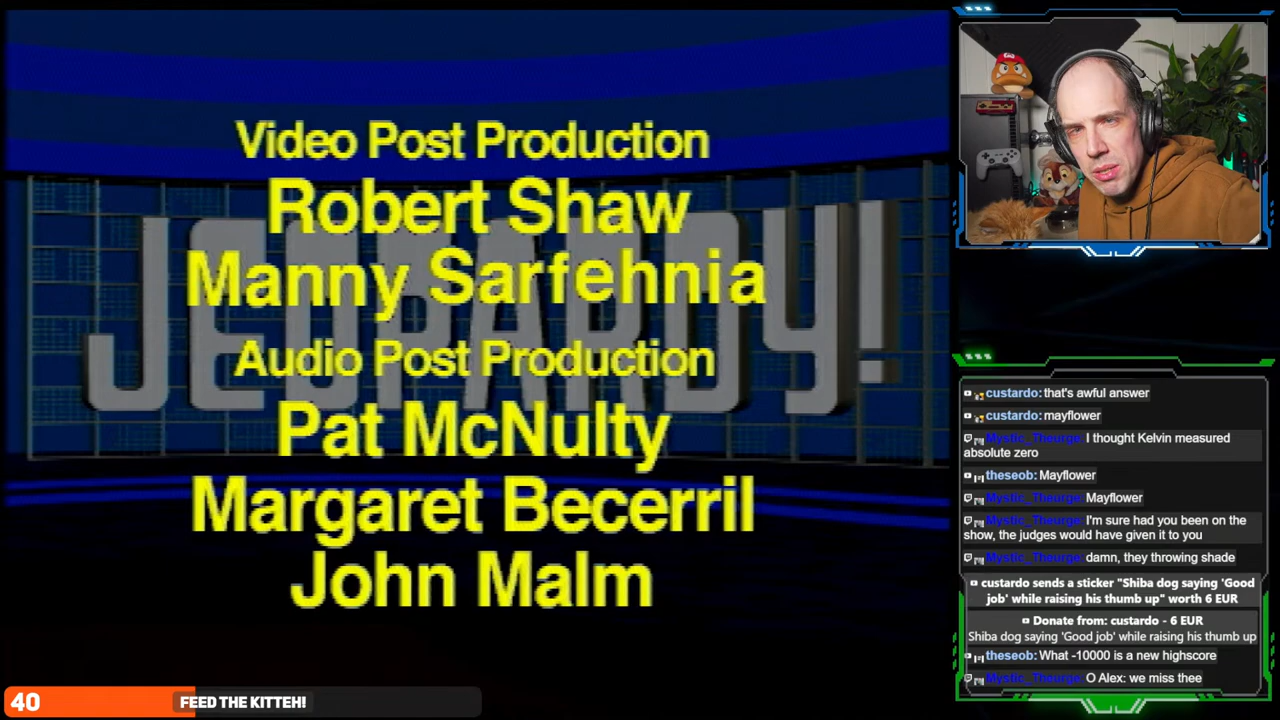 JEOPARDY!
Video Post Production
Robert Shaw
Manny Sarfehnia
Audio Post Production
Pat McNulty
Margaret Becerril
John Malm
custardo: that's awful answer
custardo: mayflower
Mystic_Theurge: I thought Kelvin measured
absolute zero
theseob: Mayflower
Mystic_Theurge: Mayflower
Mystic_Theurge: I'm sure had you been on the
show, the judges would have given it to you
Mystic_Theurge: damn, they throwing shade
custardo sends a sticker "Shiba dog saying 'Good
job' while raising his thumb up" worth 6 EUR
Donate from: custardo - 6 EUR
Shiba dog saying 'Good job' while raising his thumb up
theseob: What -10000 is a new highscore
Mystic_Theurge: O Alex: we miss thee
40
FEED THE KITTEH!